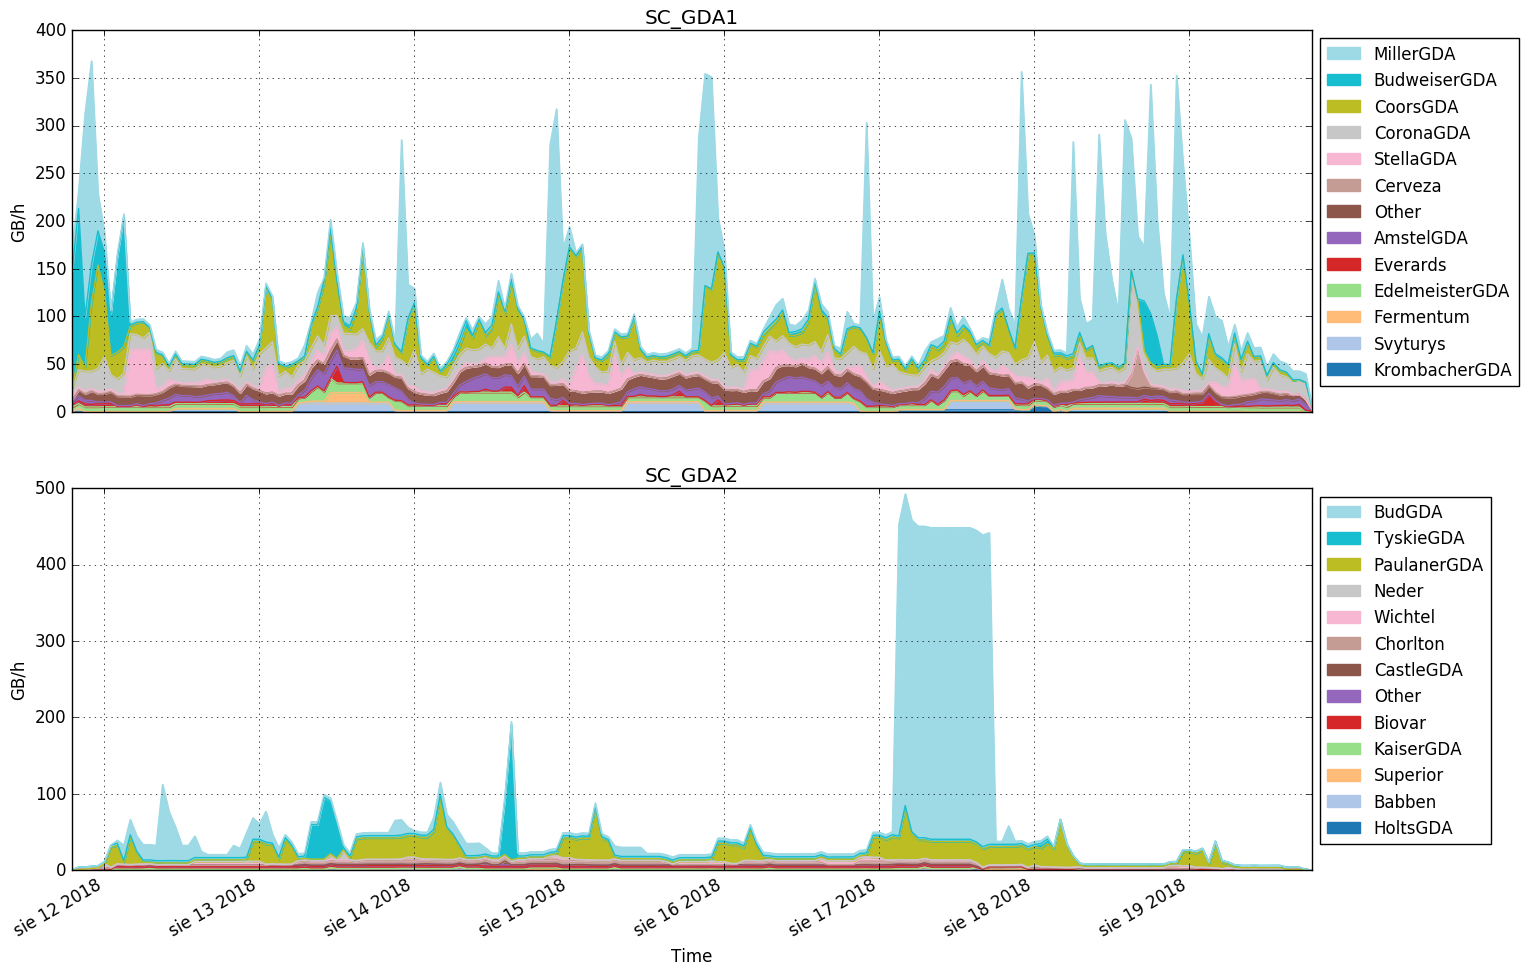 SC_GDA1
400
350
300
250
200
150
100
50
0
GB/h
MillerGDA
BudweiserGDA
CoorsGDA
CoronaGDA
StellaGDA
Cerveza
Other
AmstelGDA
Everards
EdelmeisterGDA
Fermentum
Svyturys
KrombacherGDA
SC_GDA2
500
400
300
200
100
0
GB/h
BudGDA
TyskieGDA
PaulanerGDA
Neder
Wichtel
Chorlton
CastleGDA
Other
Biovar
KaiserGDA
Superior
Babben
HoltsGDA
sie 12 2018
sie 13 2018
sie 14 2018
sie 15 2018
sie 16 2018
sie 17 2018
sie 18 2018
sie 19 2018
Time